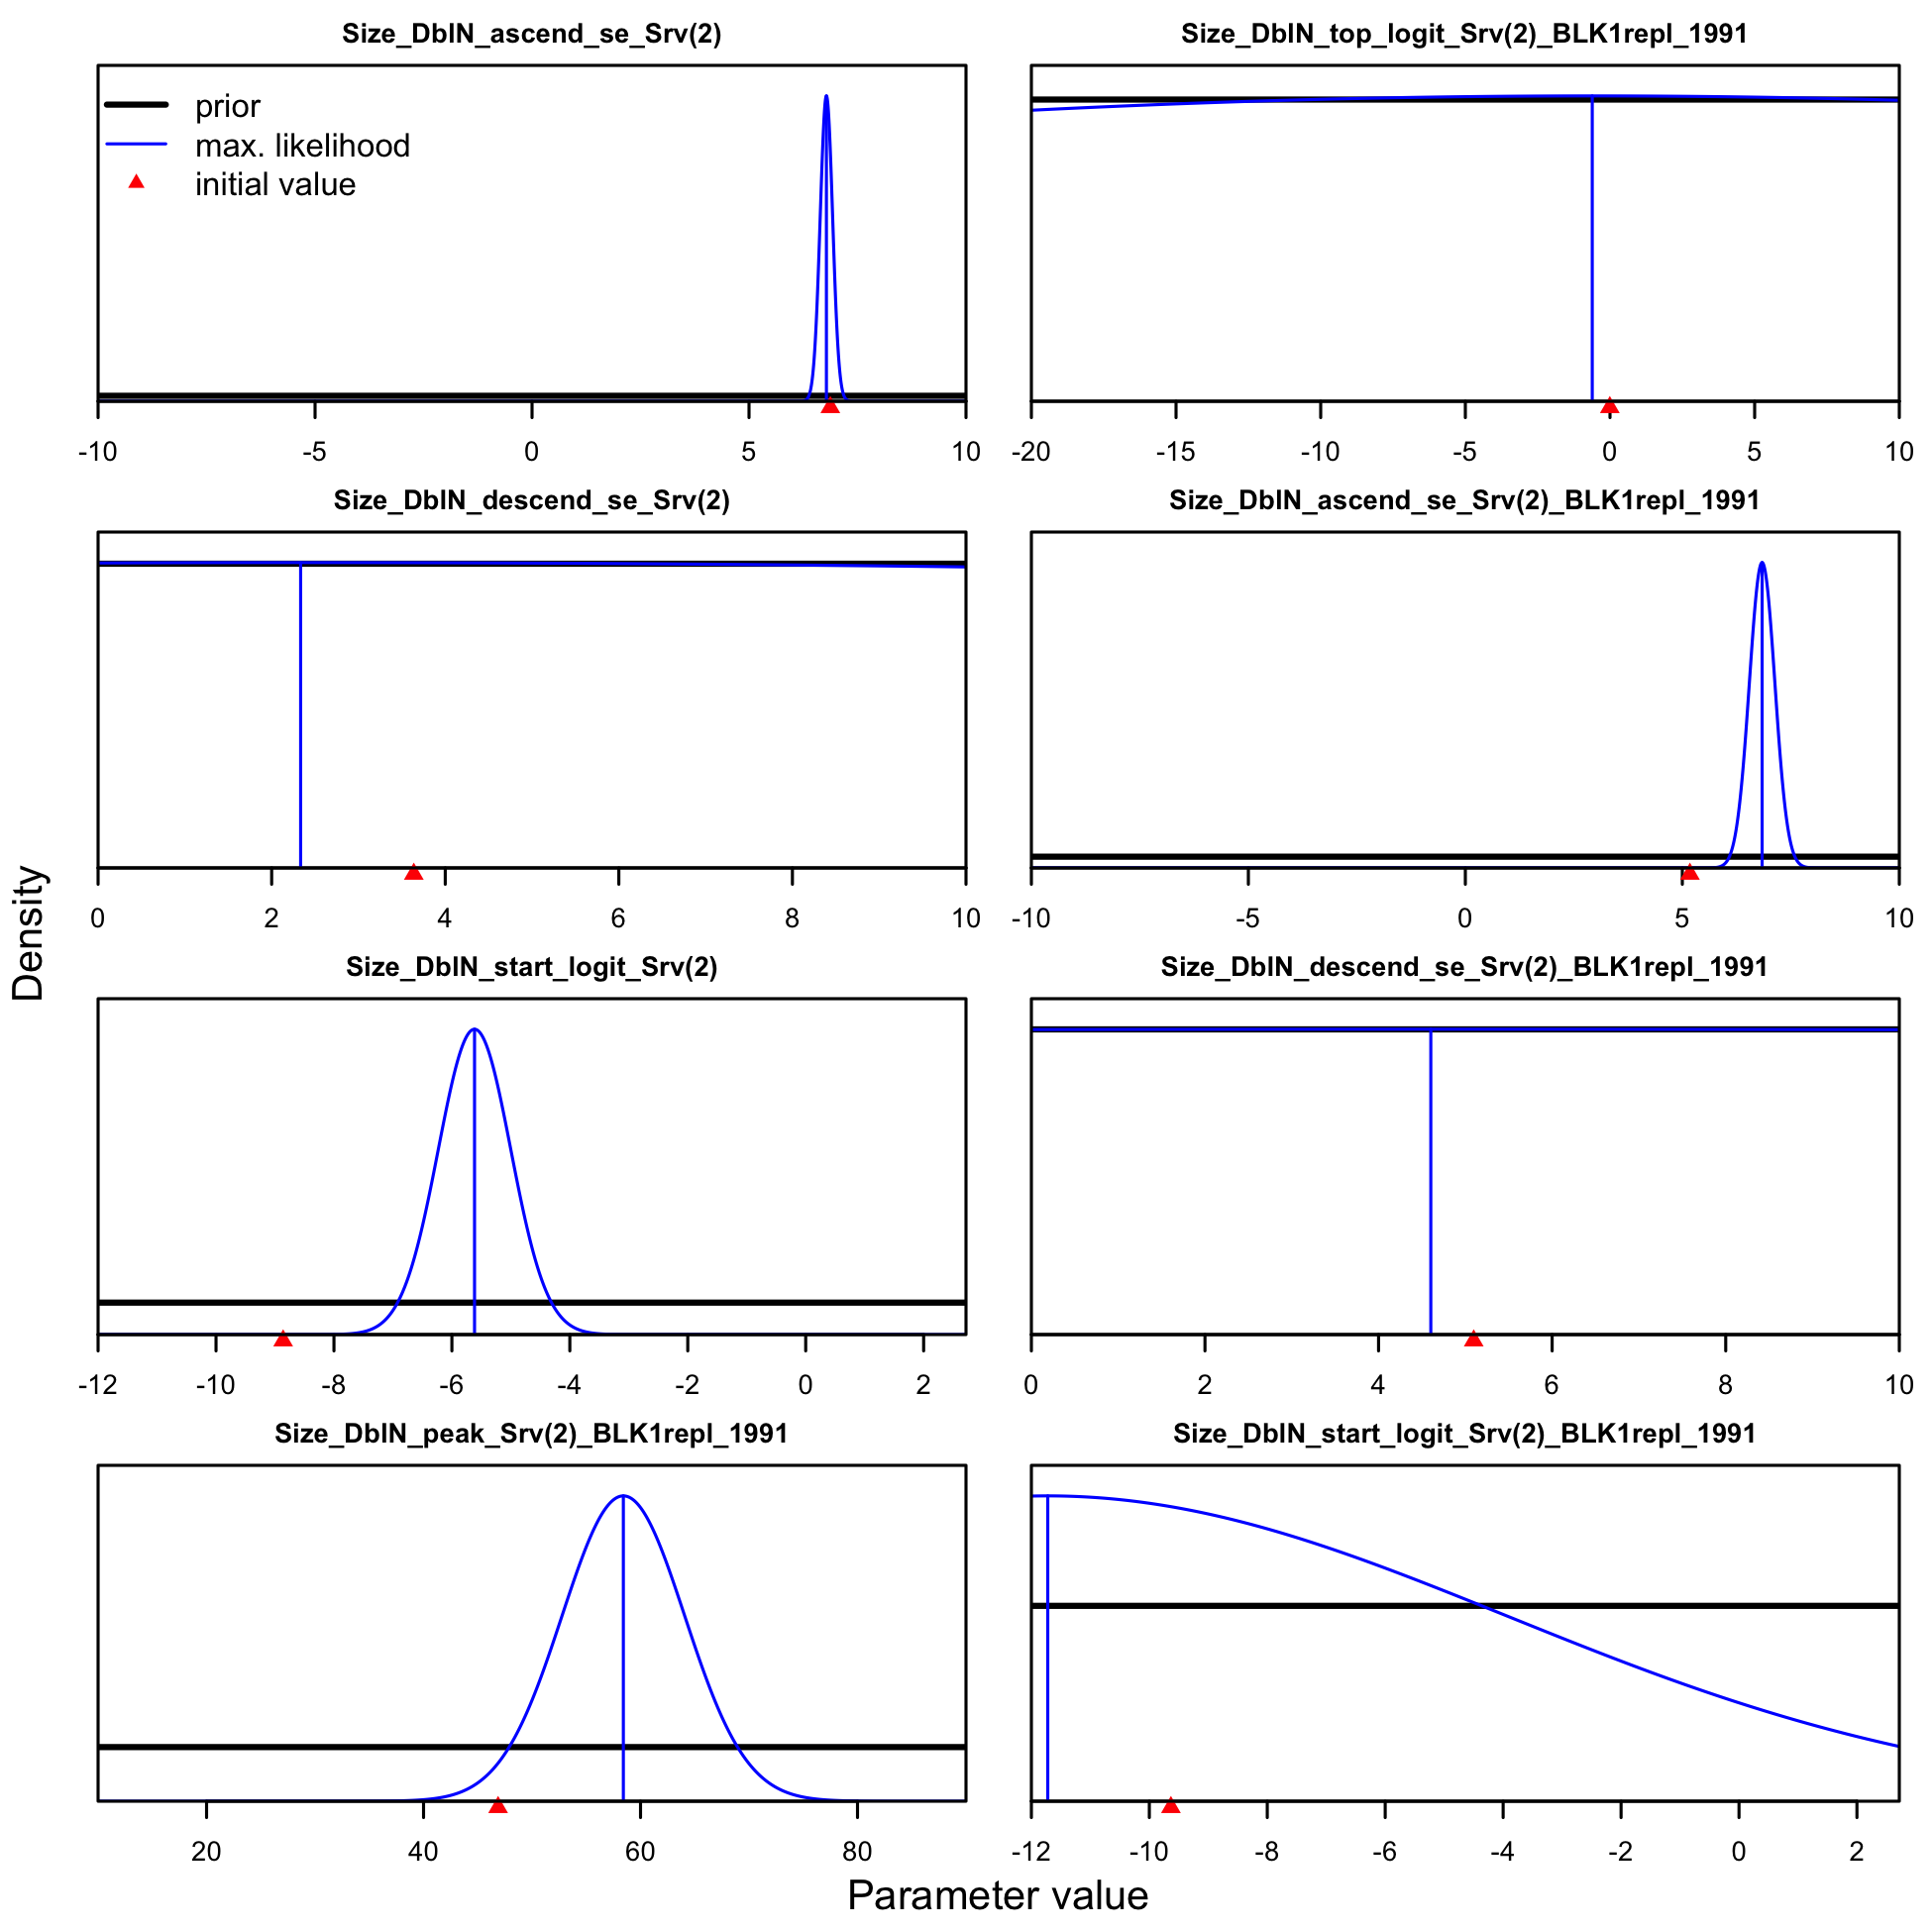 Size_DblN_ascend_se_Srv(2)
prior
max. likelihood
initial value
-10 -5 0 5 10
Size_DblN_top_logit_Srv(2)_BLK1repl_1991
-20 -15 -10 -5 0 5 10
Size_DblN_descend_se_Srv(2)
0 2 4 6 8 10
Size_DblN_ascend_se_Srv(2)_BLK1repl_1991
-10 -5 0 5 10
Size_DblN_start_logit_Srv(2)
-12 -10 -8 -6 -4 -2 0 2
Size_DblN_descend_se_Srv(2)_BLK1repl_1991
0 2 4 6 8 10
Size_DblN_peak_Srv(2)_BLK1repl_1991
20 40 60 80
Size_DblN_start_logit_Srv(2)_BLK1repl_1991
-12 -10 -8 -6 -4 -2 0 2
Density
Parameter value